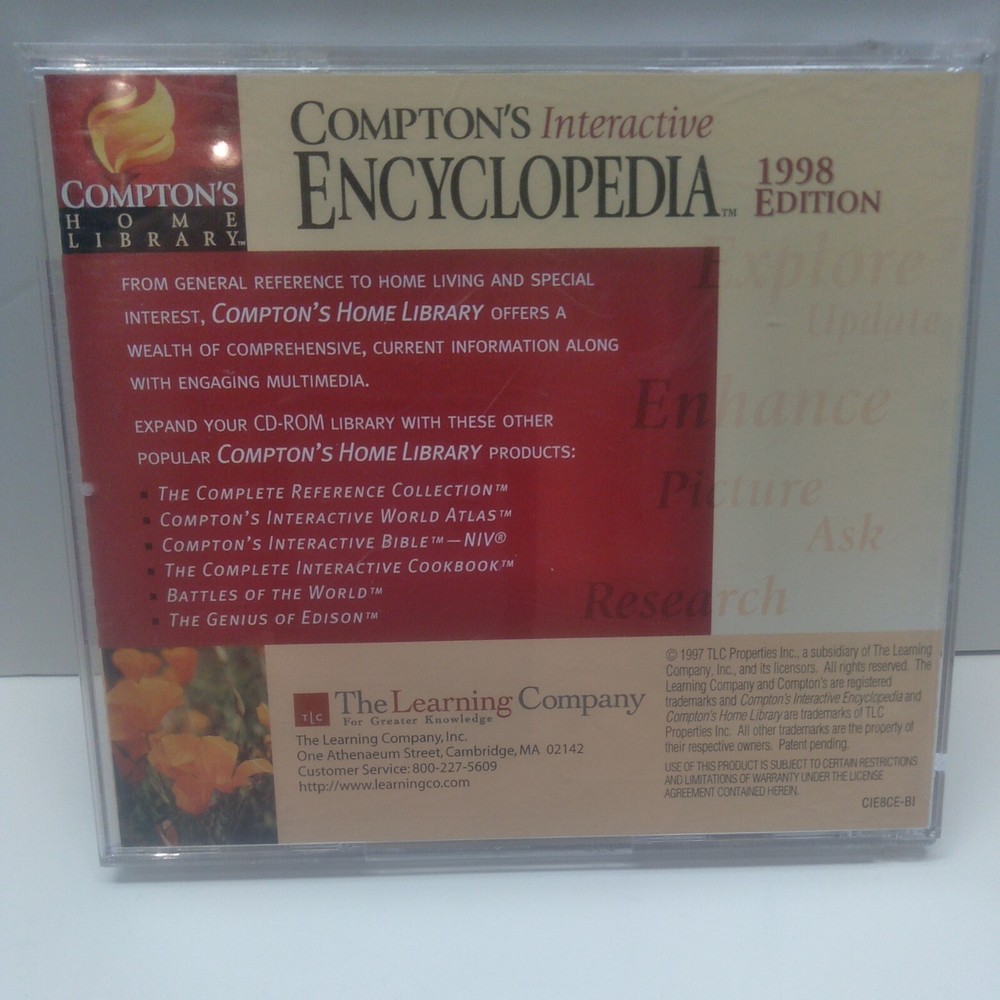 COMPTON'S
HOME
LIBRARY™
COMPTON'S Interactive
ENCYCLOPEDIA™
1998
EDITION
Explore
Update
Enhance
Picture
Ask
Research
FROM GENERAL REFERENCE TO HOME LIVING AND SPECIAL
INTEREST, COMPTON'S HOME LIBRARY OFFERS A
WEALTH OF COMPREHENSIVE, CURRENT INFORMATION ALONG
WITH ENGAGING MULTIMEDIA.
EXPAND YOUR CD-ROM LIBRARY WITH THESE OTHER
POPULAR COMPTON'S HOME LIBRARY PRODUCTS:
▪ THE COMPLETE REFERENCE COLLECTION™
▪ COMPTON'S INTERACTIVE WORLD ATLAS™
▪ COMPTON'S INTERACTIVE BIBLE™—NIV®
▪ THE COMPLETE INTERACTIVE COOKBOOK™
▪ BATTLES OF THE WORLD™
▪ THE GENIUS OF EDISON™
TLC
The Learning Company
For Greater Knowledge
The Learning Company, Inc.
One Athenaeum Street, Cambridge, MA 02142
Customer Service: 800-227-5609
http://www.learningco.com
© 1997 TLC Properties Inc., a subsidiary of The Learning
Company, Inc., and its licensors. All rights reserved. The
Learning Company and Compton's are registered
trademarks and Compton's Interactive Encyclopedia and
Compton's Home Library are trademarks of TLC
Properties Inc. All other trademarks are the property of
their respective owners. Patent pending.
USE OF THIS PRODUCT IS SUBJECT TO CERTAIN RESTRICTIONS
AND LIMITATIONS OF WARRANTY UNDER THE LICENSE
AGREEMENT CONTAINED HEREIN.
CIE8CE-BI